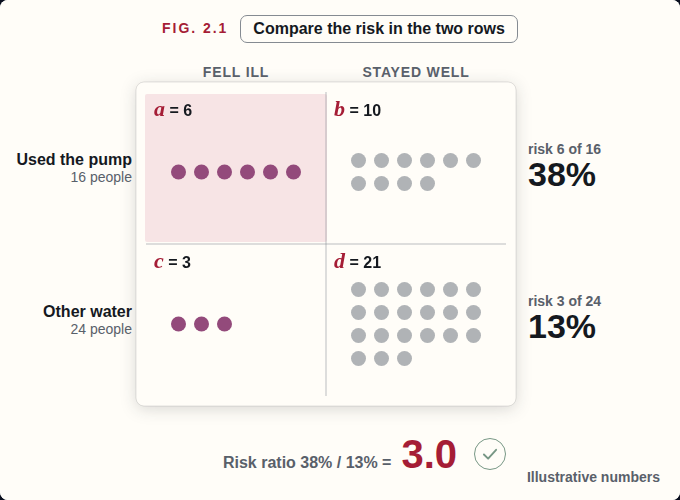 FIG. 2.1 Compare the risk in the two rows
FELL ILL STAYED WELL
a = 6 b = 10
Used the pump
16 people
risk 6 of 16
38%
c = 3 d = 21
Other water
24 people
risk 3 of 24
13%
Risk ratio 38% / 13% = 3.0
Illustrative numbers